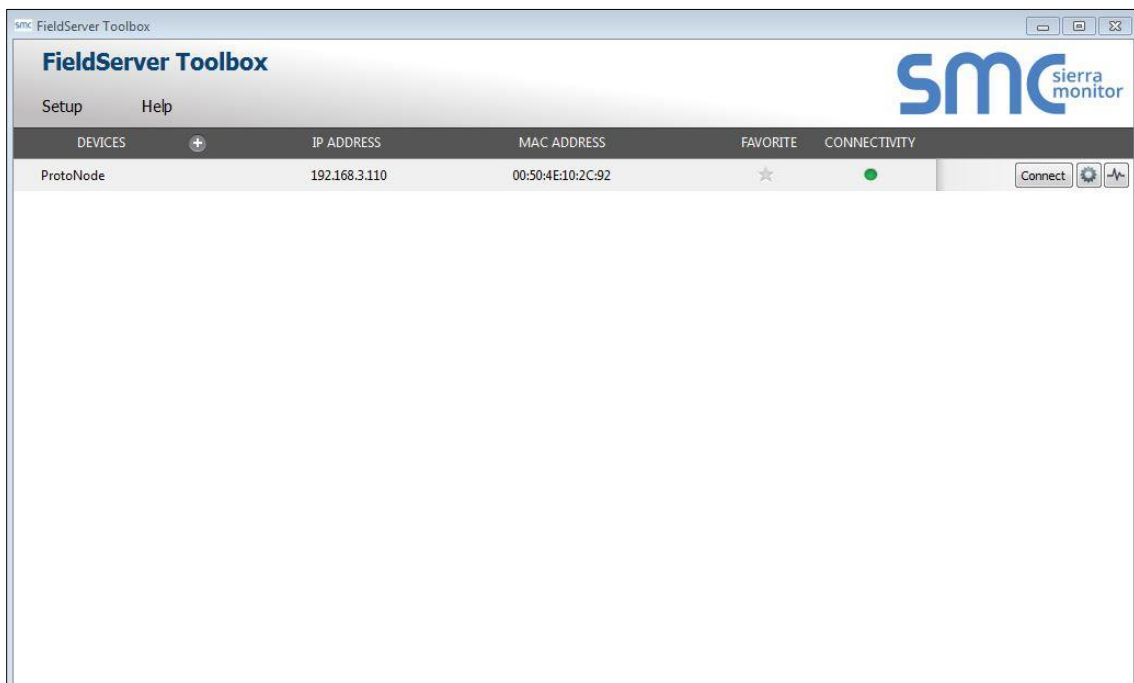 smc FieldServer Toolbox
FieldServer Toolbox
smc sierra monitor
Setup Help
DEVICES IP ADDRESS MAC ADDRESS FAVORITE CONNECTIVITY
ProtoNode 192.168.3.110 00:50:4E:10:2C:92 Connect